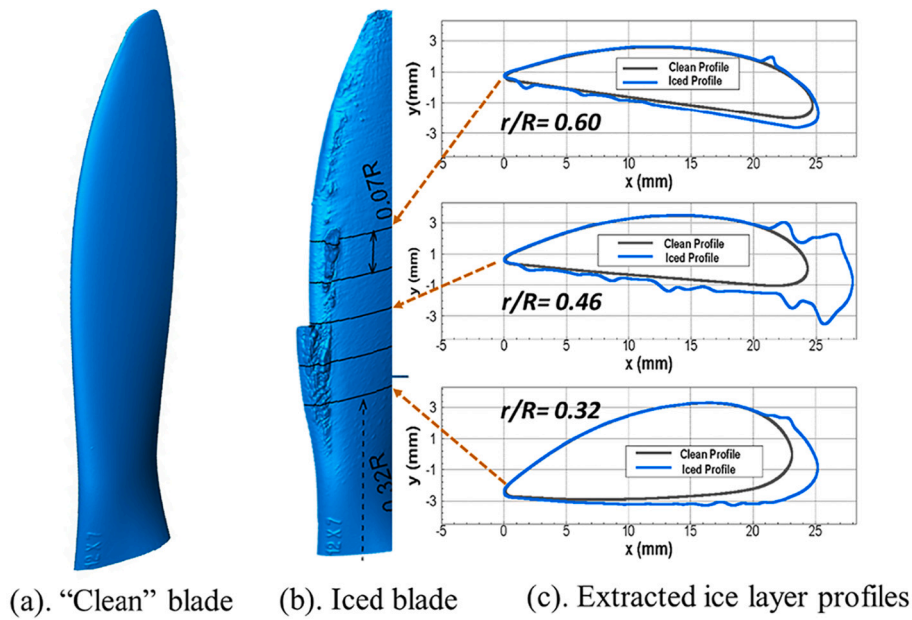 12X7
(a). “Clean” blade
0.07R
0.32R
12X7
(b). Iced blade
3
1
-1
-3
y(mm)
Clean Profile
Iced Profile
r/R= 0.60
-5 0 5 10 15 20 25
x (mm)
3
1
-1
-3
y (mm)
Clean Profile
Iced Profile
r/R= 0.46
-5 0 5 10 15 20 25
x (mm)
3
1
-1
-3
y (mm)
r/R= 0.32
Clean Profile
Iced Profile
-5 0 5 10 15 20 25
x (mm)
(c). Extracted ice layer profiles